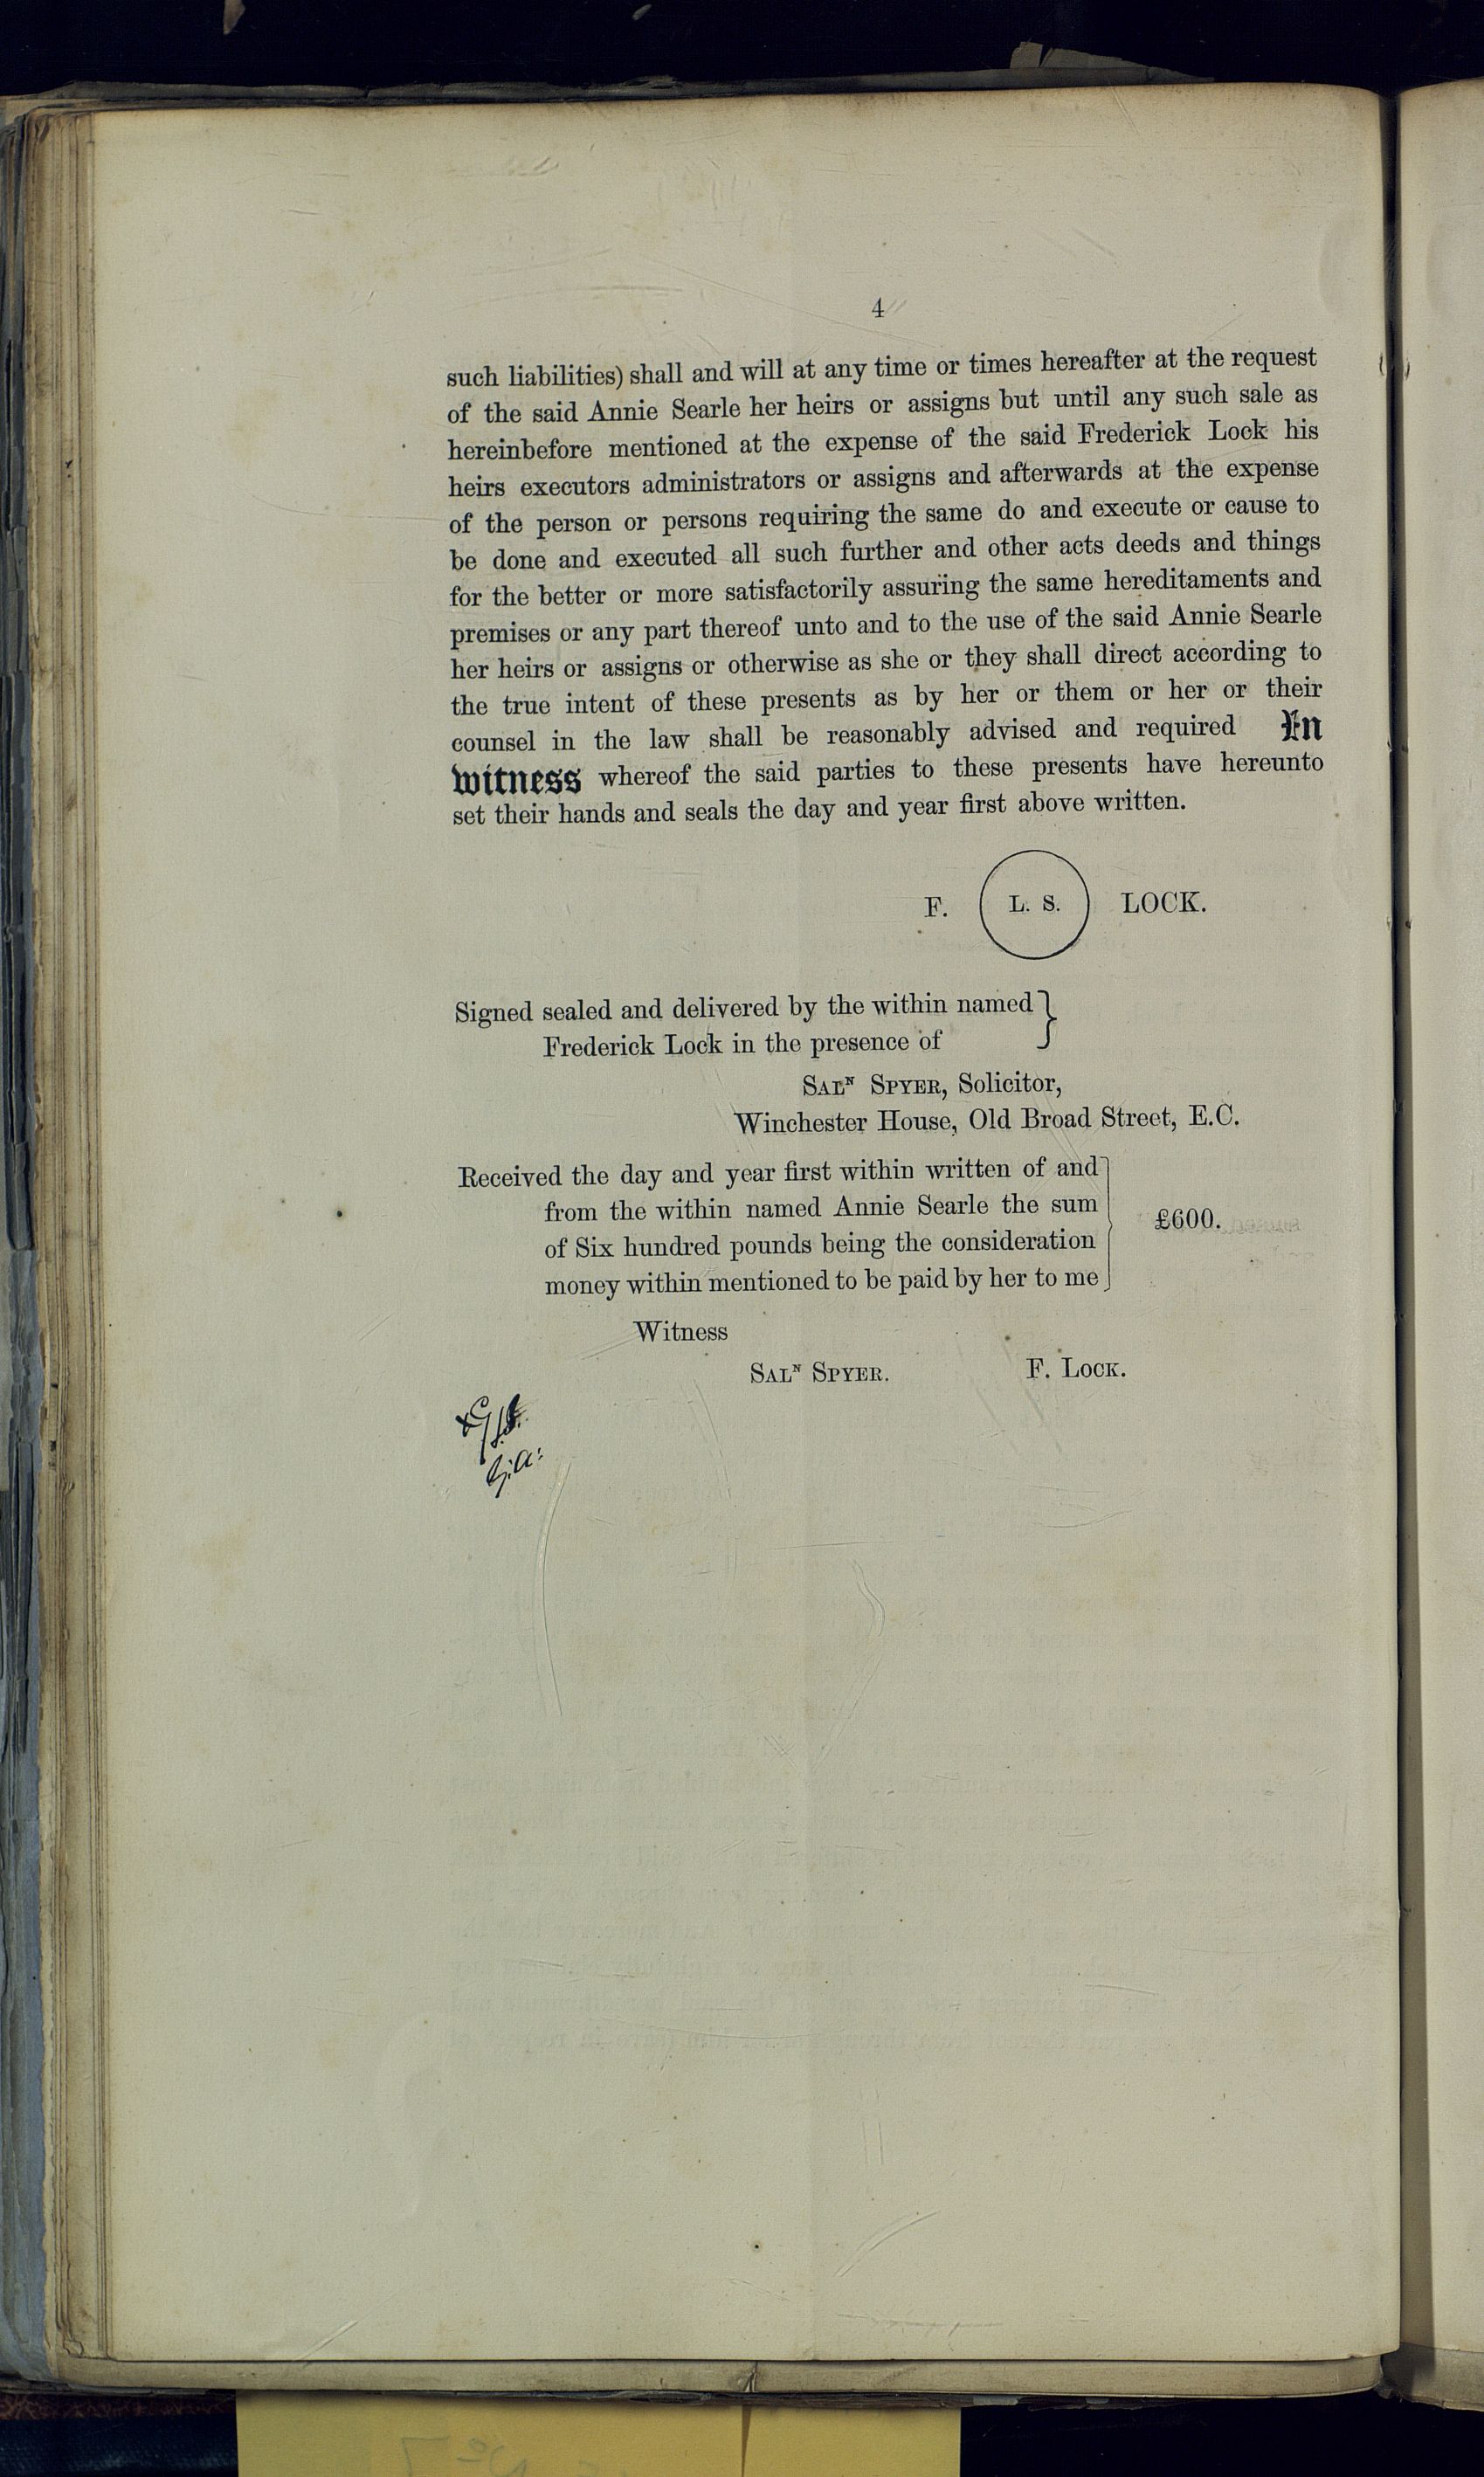 4
such liabilities) shall and will at any time or times hereafter at the request
of the said Annie Searle her heirs or assigns but until any such sale as
hereinbefore mentioned at the expense of the said Frederick Lock his
heirs executors administrators or assigns and afterwards at the expense
of the person or persons requiring the same do and execute or cause to
be done and executed all such further and other acts deeds and things
for the better or more satisfactorily assuring the same hereditaments and
premises or any part thereof unto and to the use of the said Annie Searle
her heirs or assigns or otherwise as she or they shall direct according to
the true intent of these presents as by her or them or her or their
counsel in the law shall be reasonably advised and required In
witness whereof the said parties to these presents have hereunto
set their hands and seals the day and year first above written.
F. L. S. LOCK.
Signed sealed and delivered by the within named
Frederick Lock in the presence of
SALᴺ SPYER, Solicitor,
Winchester House, Old Broad Street, E.C.
Received the day and year first within written of and
from the within named Annie Searle the sum
of Six hundred pounds being the consideration £600.
money within mentioned to be paid by her to me
Witness
SALᴺ SPYER. F. LOCK.